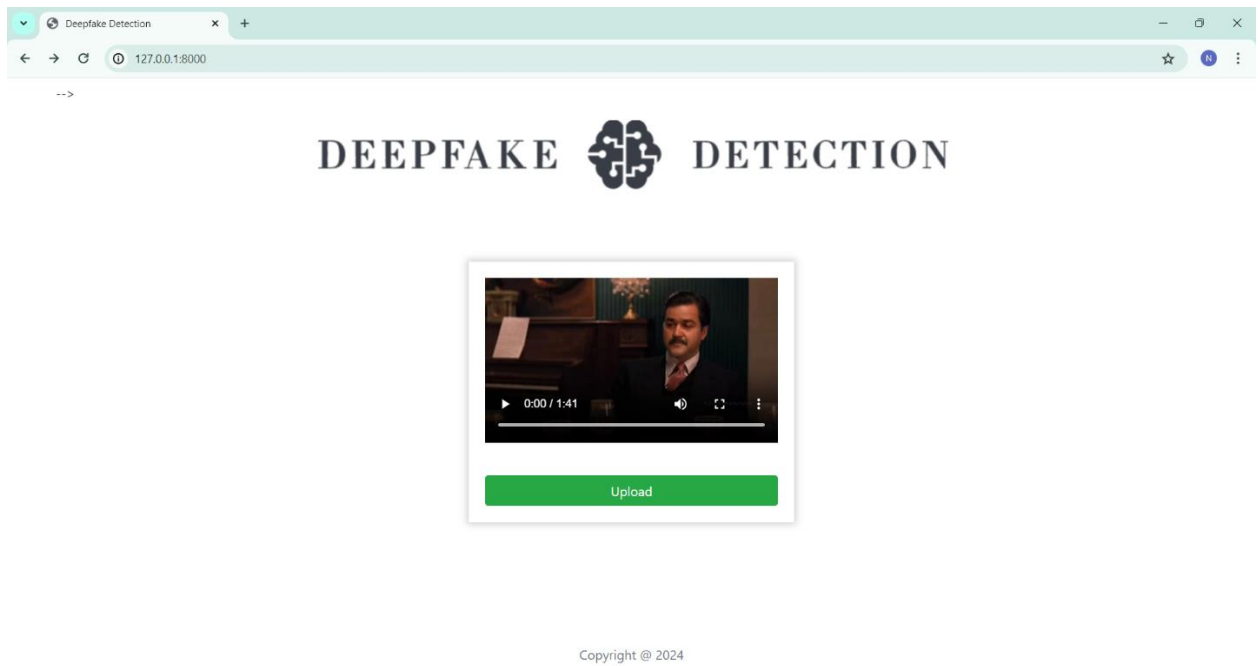 Deepfake Detection
127.0.0.1:8000
N
-->
DEEPFAKE DETECTION
0:00 / 1:41
Upload
Copyright @ 2024